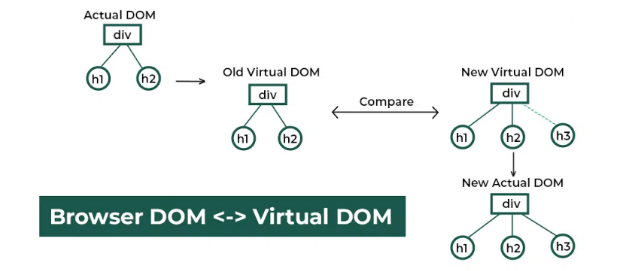 Actual DOM
div
h1 h2
Old Virtual DOM
div
h1 h2
Compare
New Virtual DOM
div
h1 h2 h3
New Actual DOM
div
h1 h2 h3
Browser DOM <-> Virtual DOM